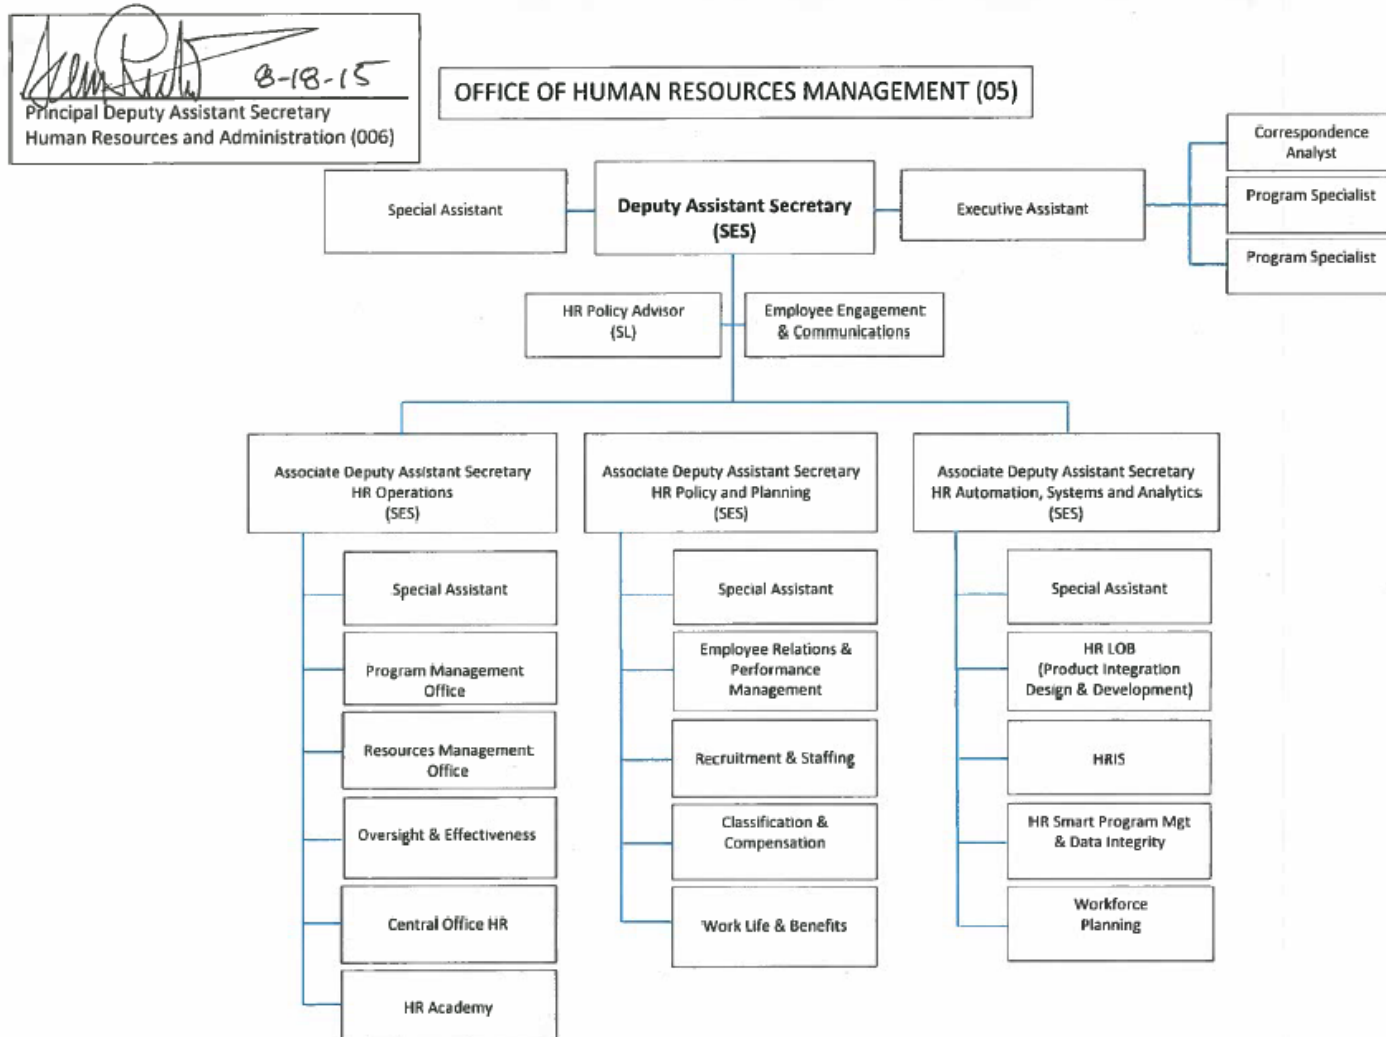 8-18-15
Principal Deputy Assistant Secretary
Human Resources and Administration (006)
OFFICE OF HUMAN RESOURCES MANAGEMENT (05)
Correspondence
Analyst
Program Specialist
Program Specialist
Special Assistant
Deputy Assistant Secretary
(SES)
Executive Assistant
HR Policy Advisor
(SL)
Employee Engagement
& Communications
Associate Deputy Assistant Secretary
HR Operations
(SES)
Special Assistant
Program Management
Office
Resources Management
Office
Oversight & Effectiveness
Central Office HR
HR Academy
Associate Deputy Assistant Secretary
HR Policy and Planning
(SES)
Special Assistant
Employee Relations &
Performance
Management
Recruitment & Staffing
Classification &
Compensation
Work Life & Benefits
Associate Deputy Assistant Secretary
HR Automation, Systems and Analytics
(SES)
Special Assistant
HR LOB
(Product Integration
Design & Development)
HRIS
HR Smart Program Mgt
& Data Integrity
Workforce
Planning